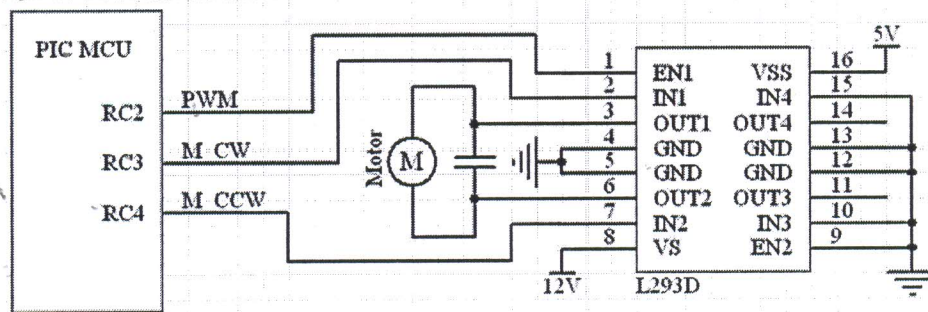 PIC MCU
RC2 PWM
RC3 M_CW
RC4 M_CCW
Motor
M
12V
5V
1 EN1 VSS 16
2 IN1 IN4 15
3 OUT1 OUT4 14
4 GND GND 13
5 GND GND 12
6 OUT2 OUT3 11
7 IN2 IN3 10
8 VS EN2 9
L293D